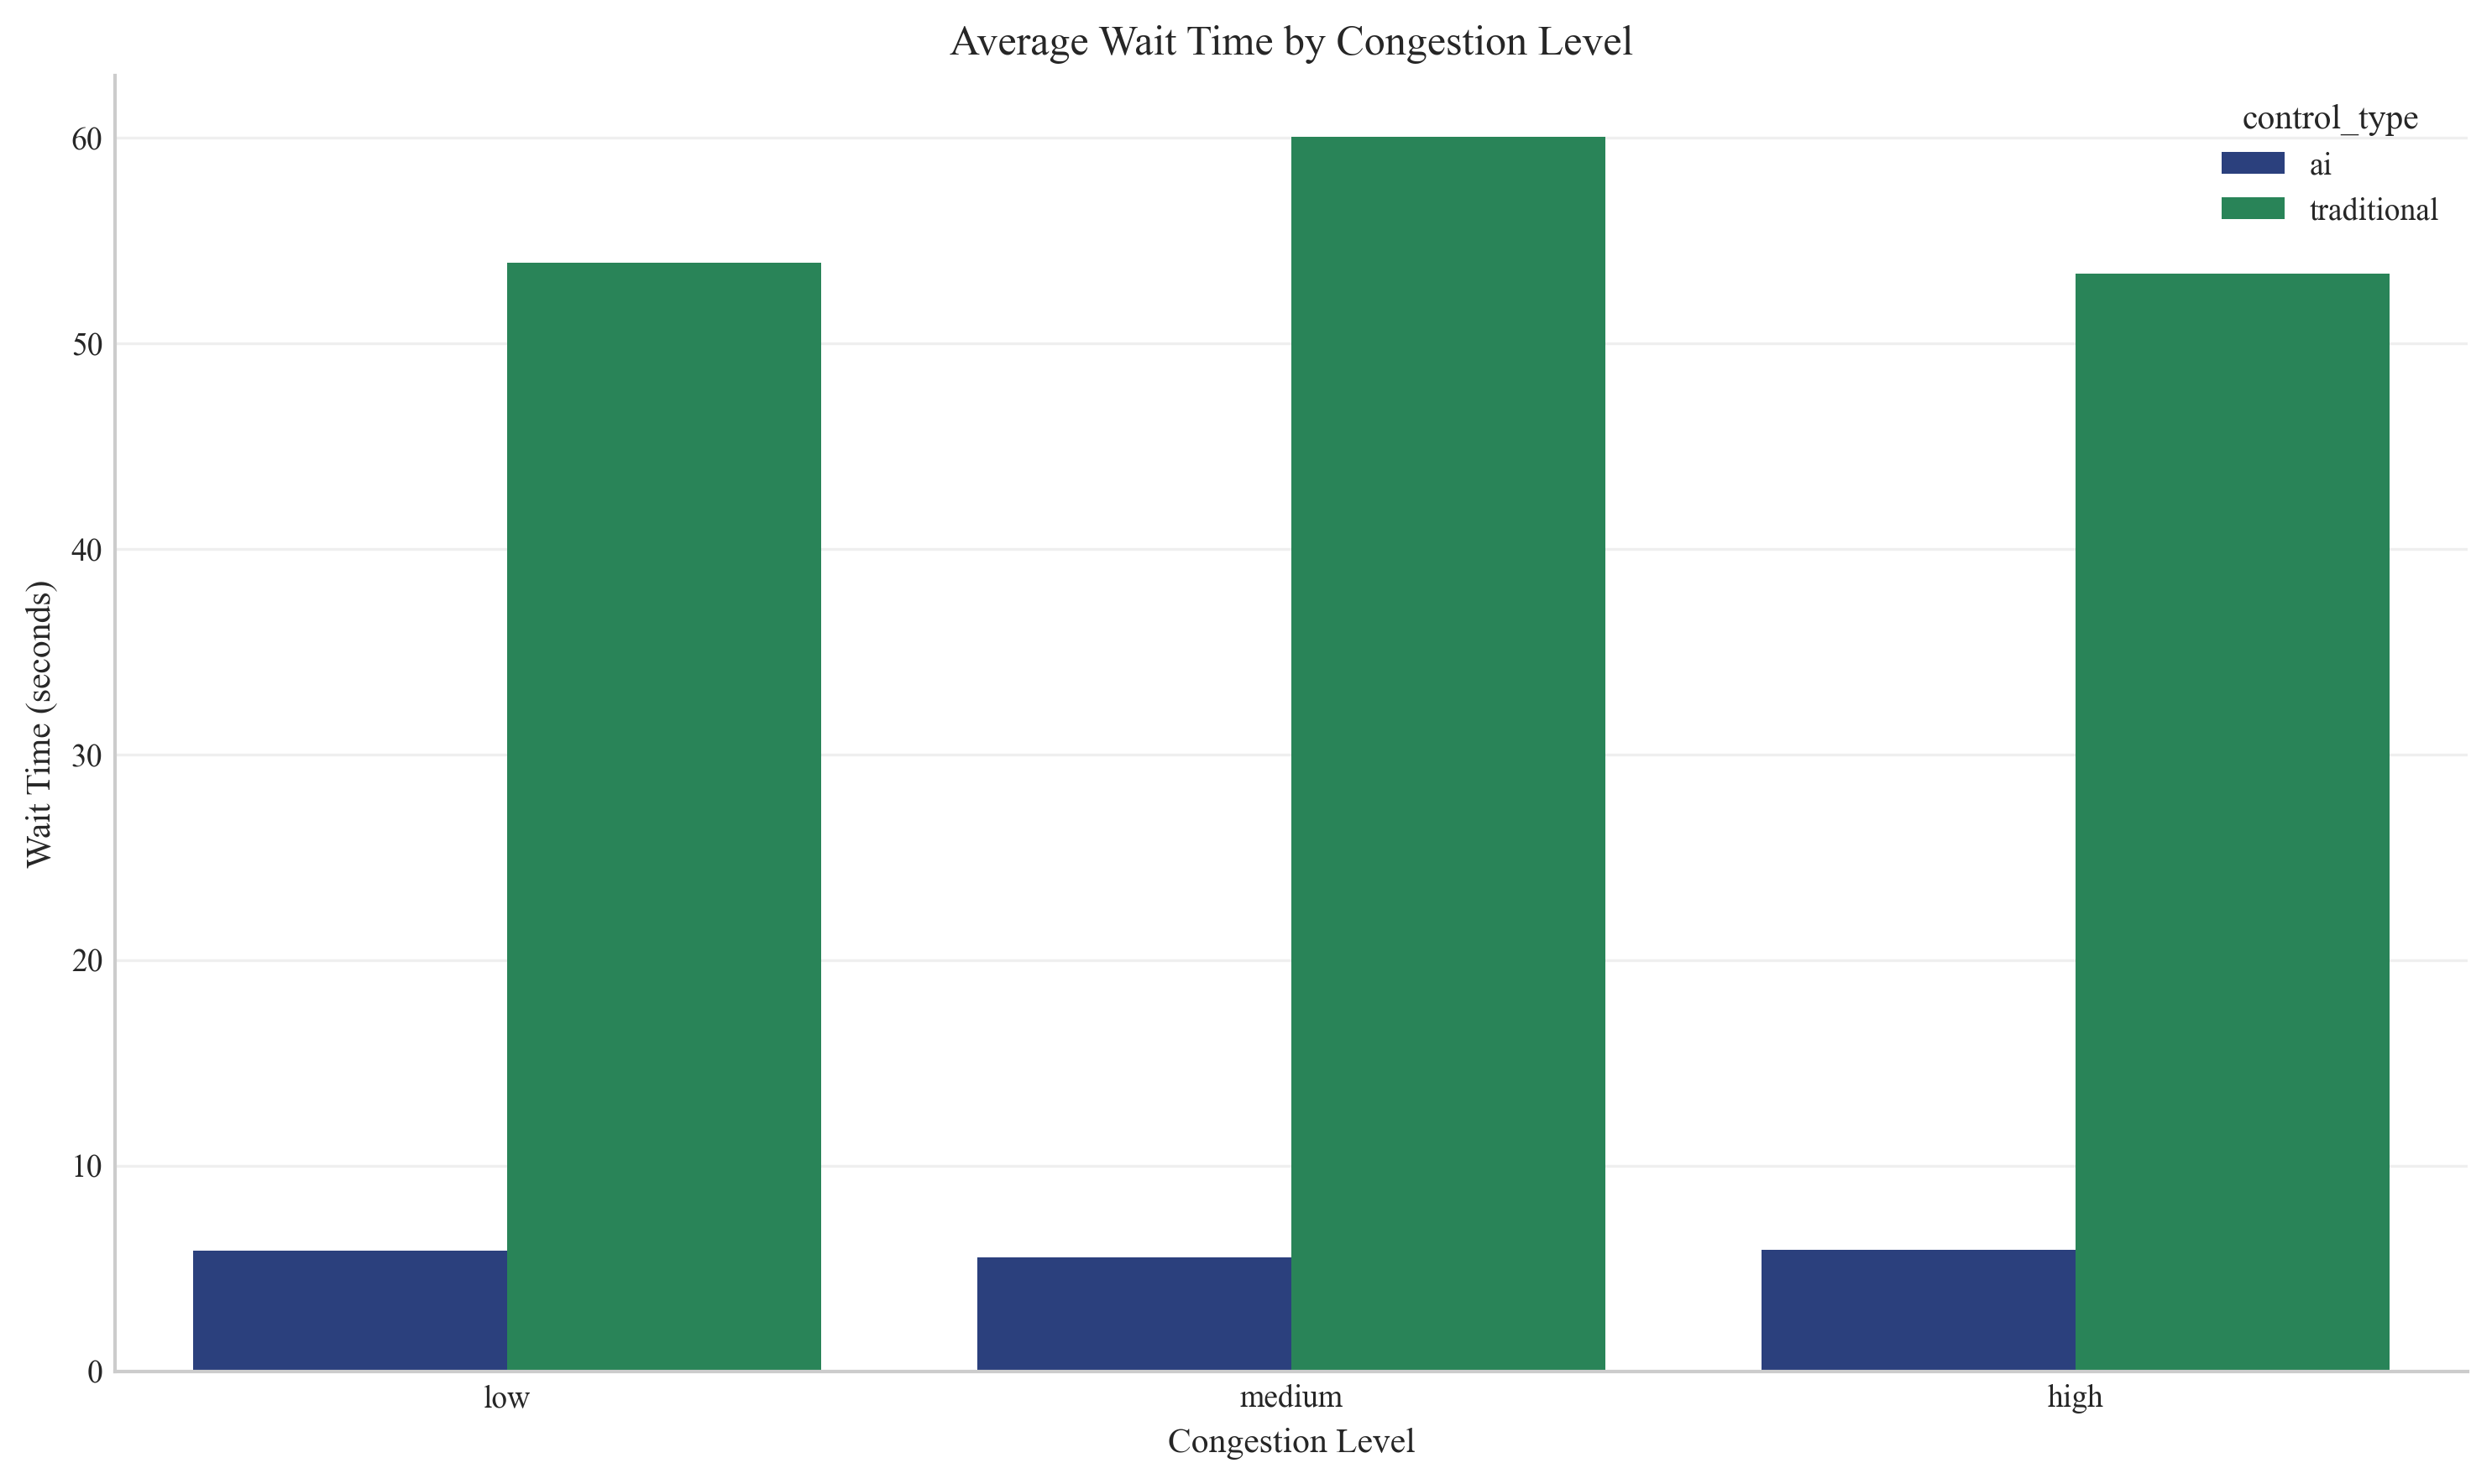 Average Wait Time by Congestion Level
control_type
ai
traditional
60
50
40
30
20
10
0
Wait Time (seconds)
low
medium
high
Congestion Level